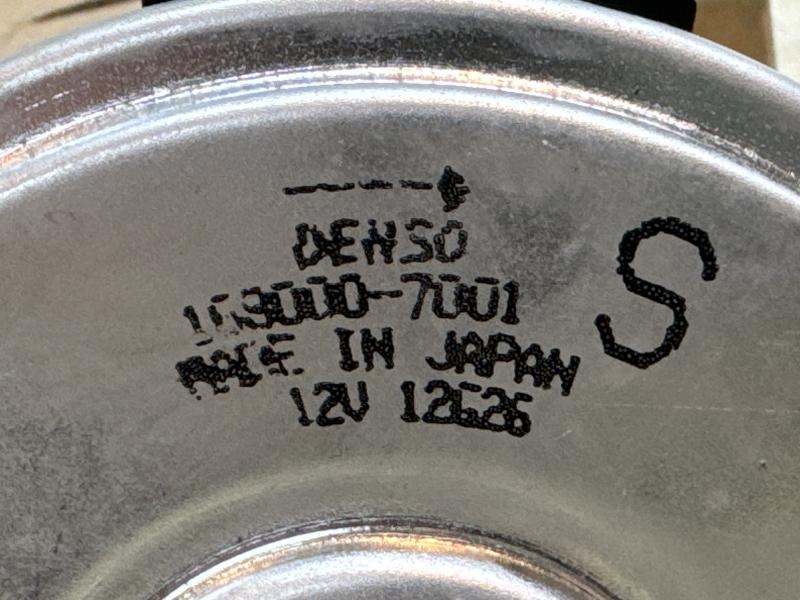 DENSO
163000-7001
MADE IN JAPAN
12V 12G26
S